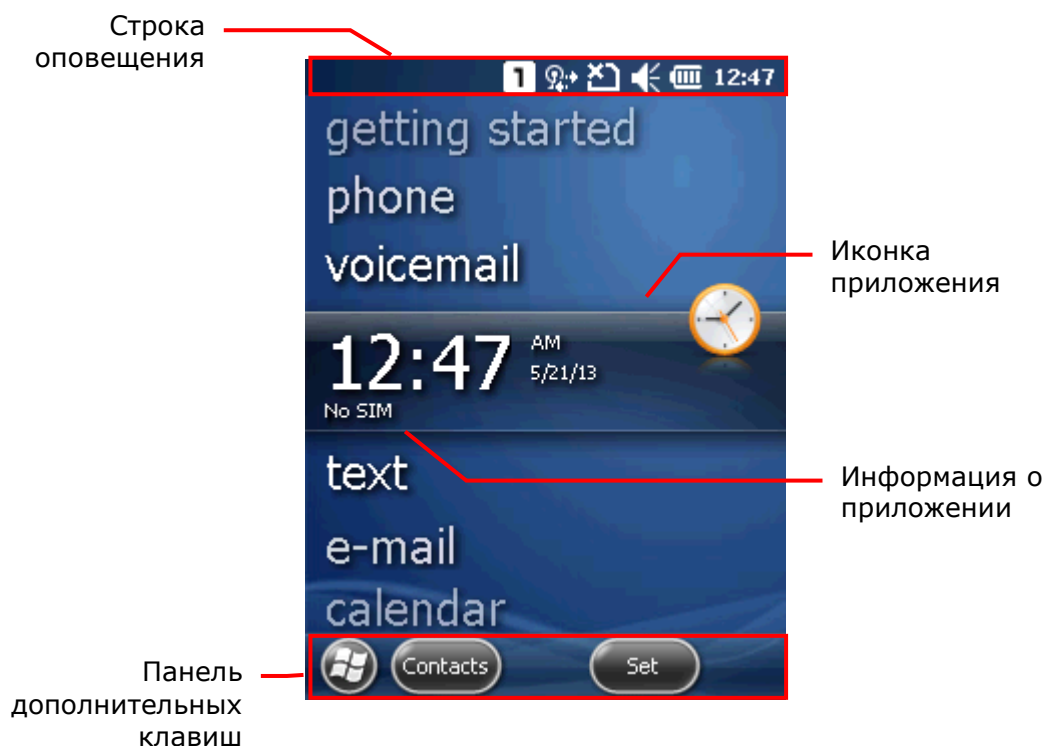 Строка
оповещения
1
12:47
getting started
phone
voicemail
Иконка
приложения
12:47
AM
5/21/13
No SIM
text
Информация о
приложении
e-mail
calendar
Contacts
Set
Панель
дополнительных
клавиш